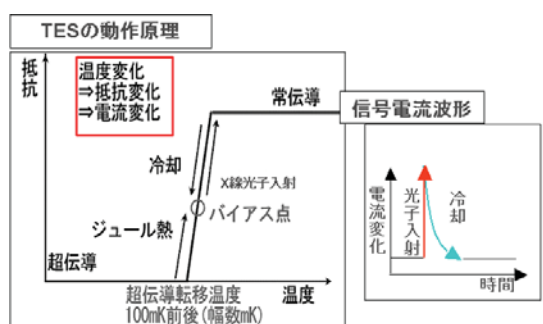 TESの動作原理
抵抗
温度変化
⇒抵抗変化
⇒電流変化
常伝導
冷却
X線光子入射
バイアス点
ジュール熱
超伝導
超伝導転移温度
100mK前後(幅数mK)
温度
信号電流波形
電流変化
光子入射
冷却
時間